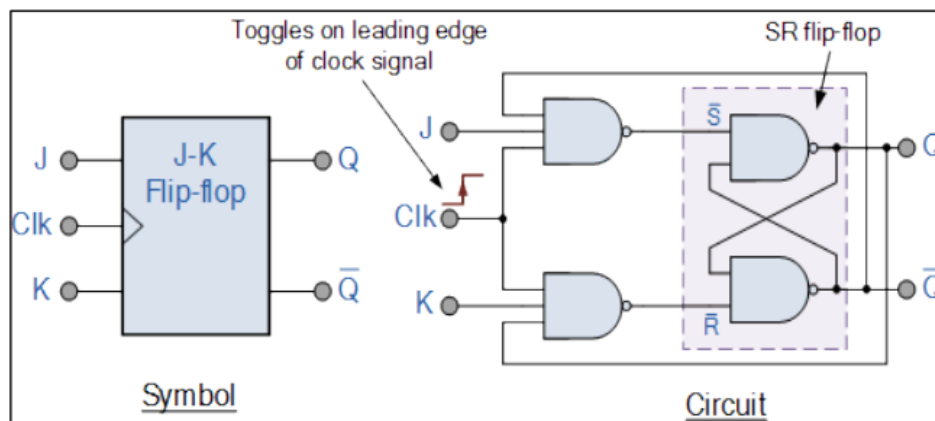 Toggles on leading edge
of clock signal
SR flip-flop
J
Clk
K
J-K
Flip-flop
Q
Q̅
Symbol
J
Clk
K
S̅
R̅
Q
Q̅
Circuit